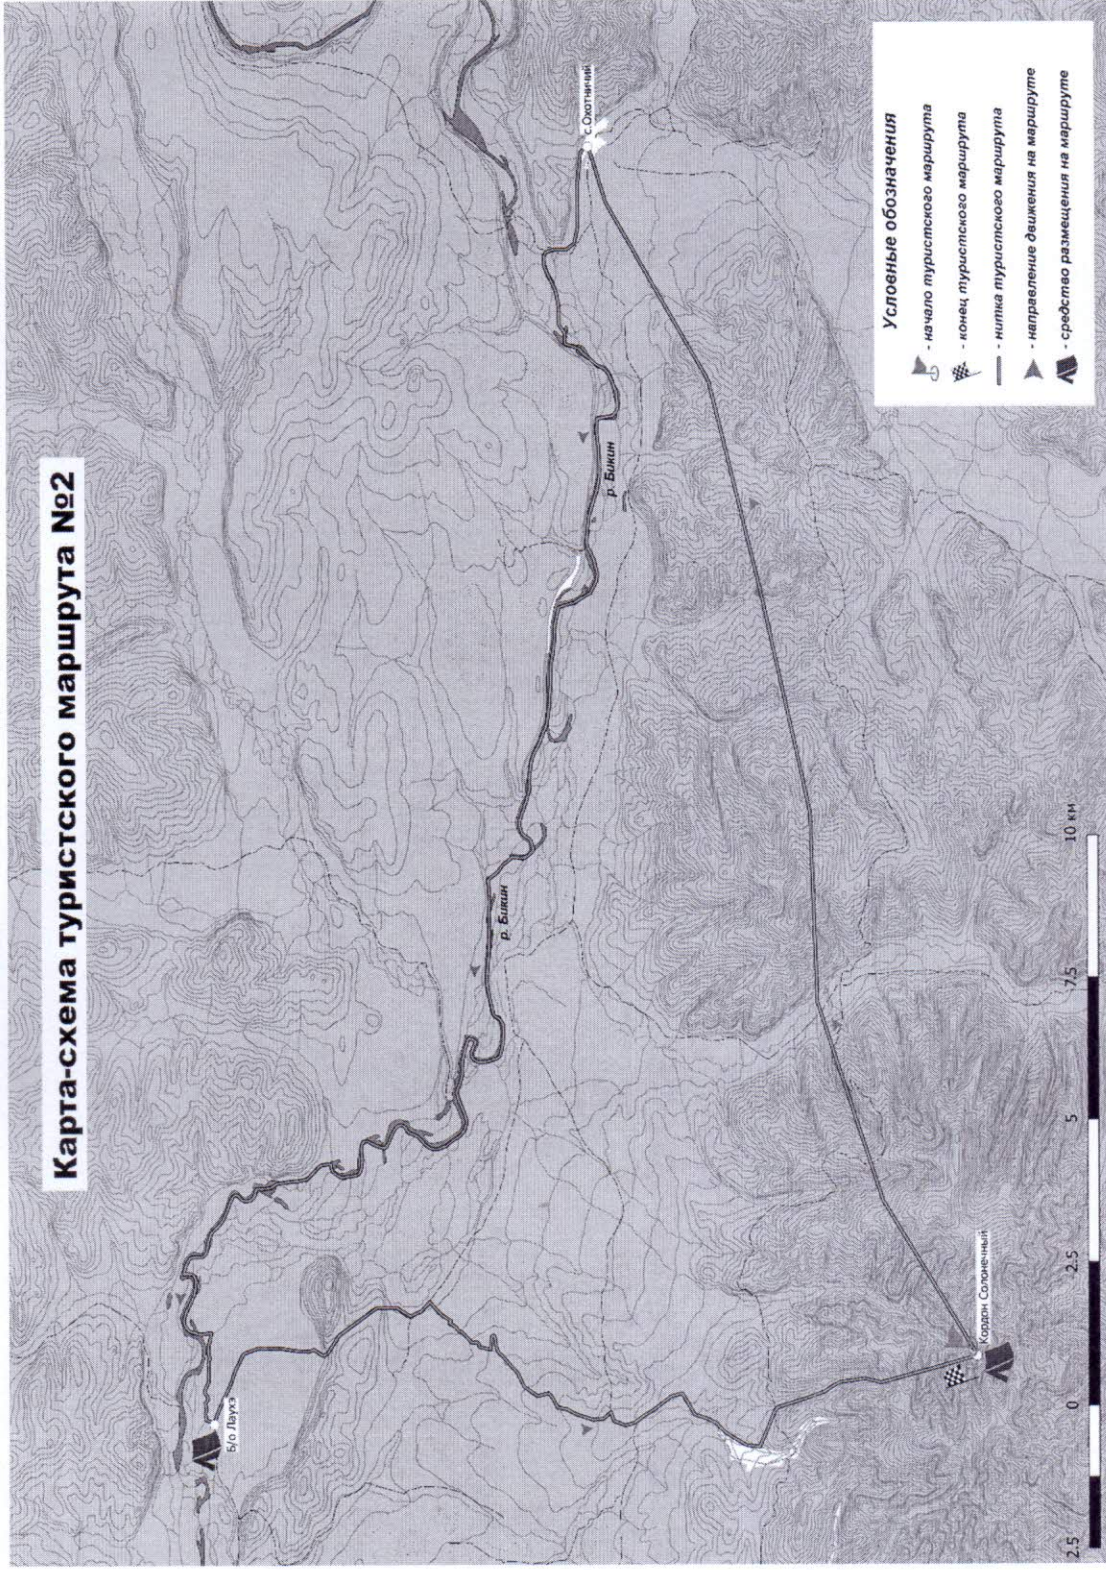 Карта-схема туристского маршрута №2
с.Охотничий
р. Бикин
р. Бикин
Б/о Лаухэ
Кордон Солонечный
Условные обозначения
- начало туристского маршрута
- конец туристского маршрута
- нитка туристского маршрута
- направление движения на маршруте
- средство размещения на маршруте
2.5 0 2.5 5 7.5 10 км